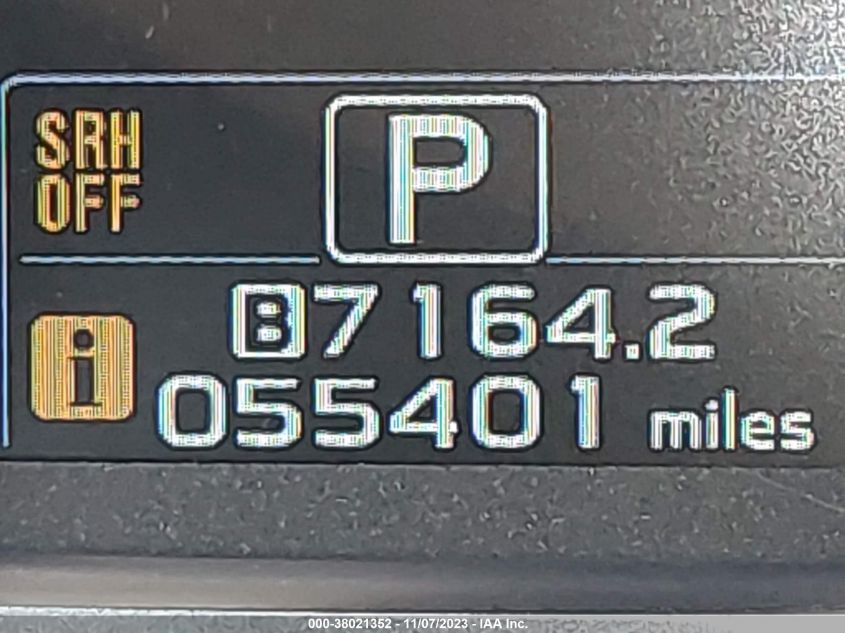 SRH
OFF
P
B7164.2
i
055401 miles
000-38021352 - 11/07/2023 - IAA Inc.